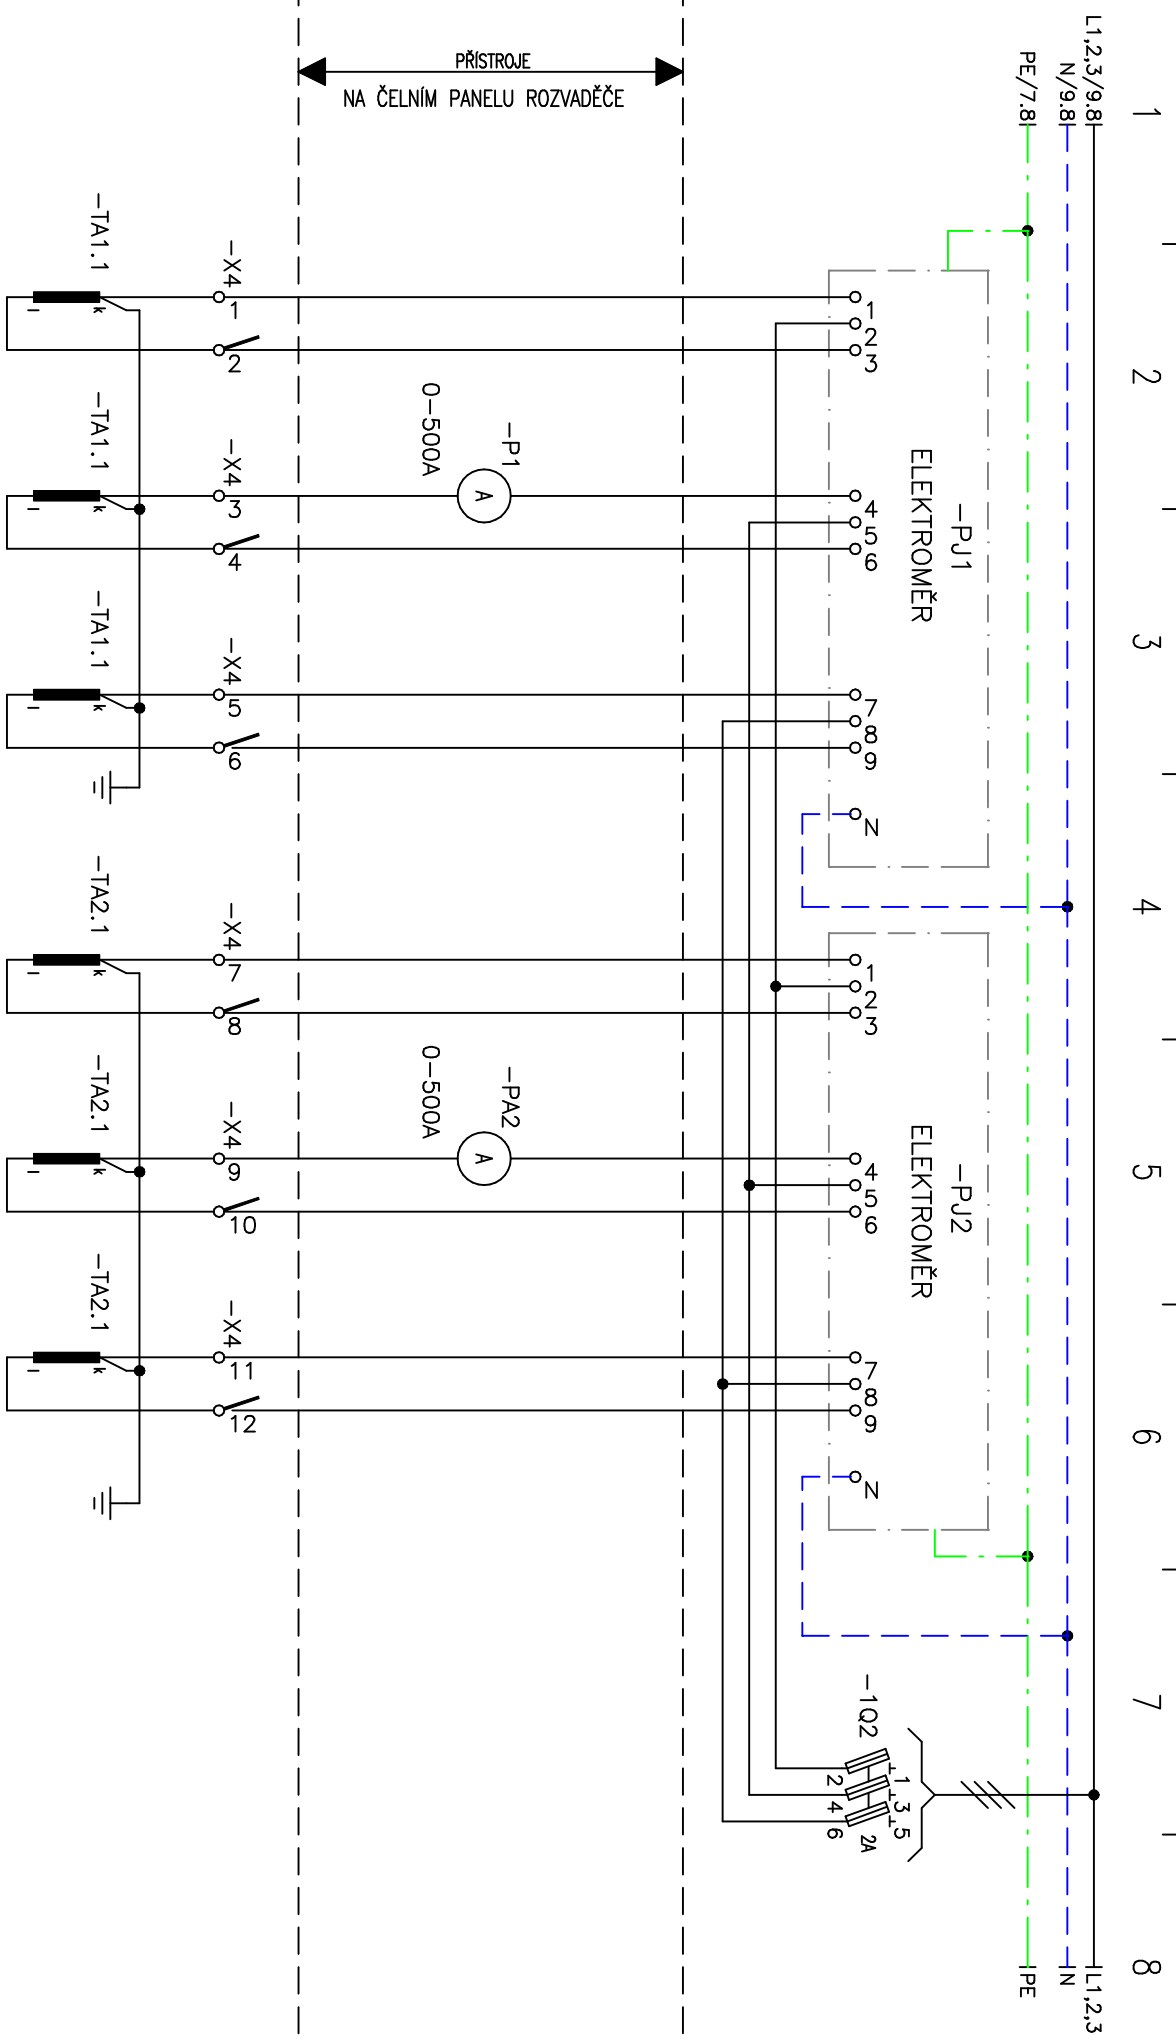 1
2
3
4
5
6
7
8
L1,2,3/9.8
N/9.8
PE/7.8
L1,2,3
N
PE
-PJ1
ELEKTROMĚR
1
2
3
4
5
6
7
8
9
N
-PJ2
ELEKTROMĚR
1
2
3
4
5
6
7
8
9
N
-1Q2
1
3
5
2
4
6
2A
PŘÍSTROJE
NA ČELNÍM PANELU ROZVADĚČE
-P1
A
0-500A
-PA2
A
0-500A
-X4
1
2
-X4
3
4
-X4
5
6
-X4
7
8
-X4
9
10
-X4
11
12
-TA1.1
k
l
-TA1.1
k
l
-TA1.1
k
l
-TA2.1
k
l
-TA2.1
k
l
-TA2.1
k
l